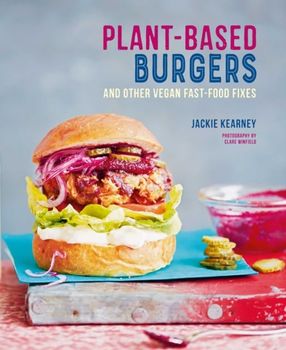 PLANT-BASED
BURGERS
AND OTHER VEGAN FAST-FOOD FIXES
JACKIE KEARNEY
PHOTOGRAPHY BY
CLARE WINFIELD